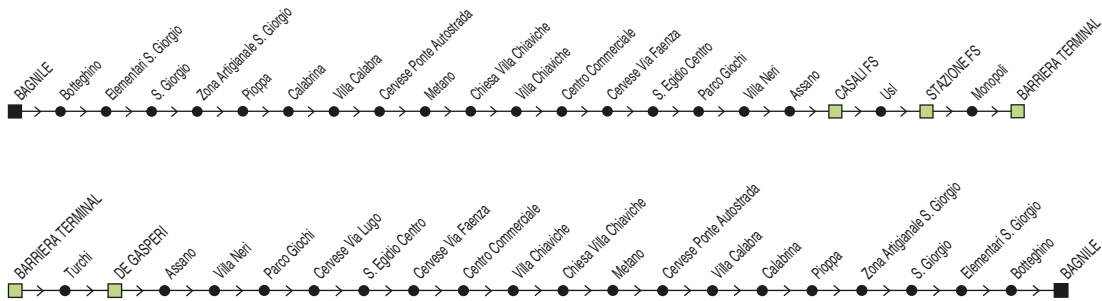 BAGNILE
Botteghino
Elementari S. Giorgio
S. Giorgio
Zona Artigianale S. Giorgio
Pioppa
Calabrina
Villa Calabra
Cervese Ponte Autostrada
Metano
Chiesa Villa Chiaviche
Villa Chiaviche
Centro Commerciale
Cervese Via Faenza
S. Egidio Centro
Parco Giochi
Villa Neri
Assano
CASALI FS
Usl
STAZIONE FS
Monopoli
BARRIERA TERMINAL
BARRIERA TERMINAL
Turchi
DE GASPERI
Assano
Villa Neri
Parco Giochi
Cervese Via Lugo
S. Egidio Centro
Cervese Via Faenza
Centro Commerciale
Villa Chiaviche
Chiesa Villa Chiaviche
Metano
Cervese Ponte Autostrada
Villa Calabra
Calabrina
Pioppa
Zona Artigianale S. Giorgio
S. Giorgio
Elementari S. Giorgio
Botteghino
BAGNILE